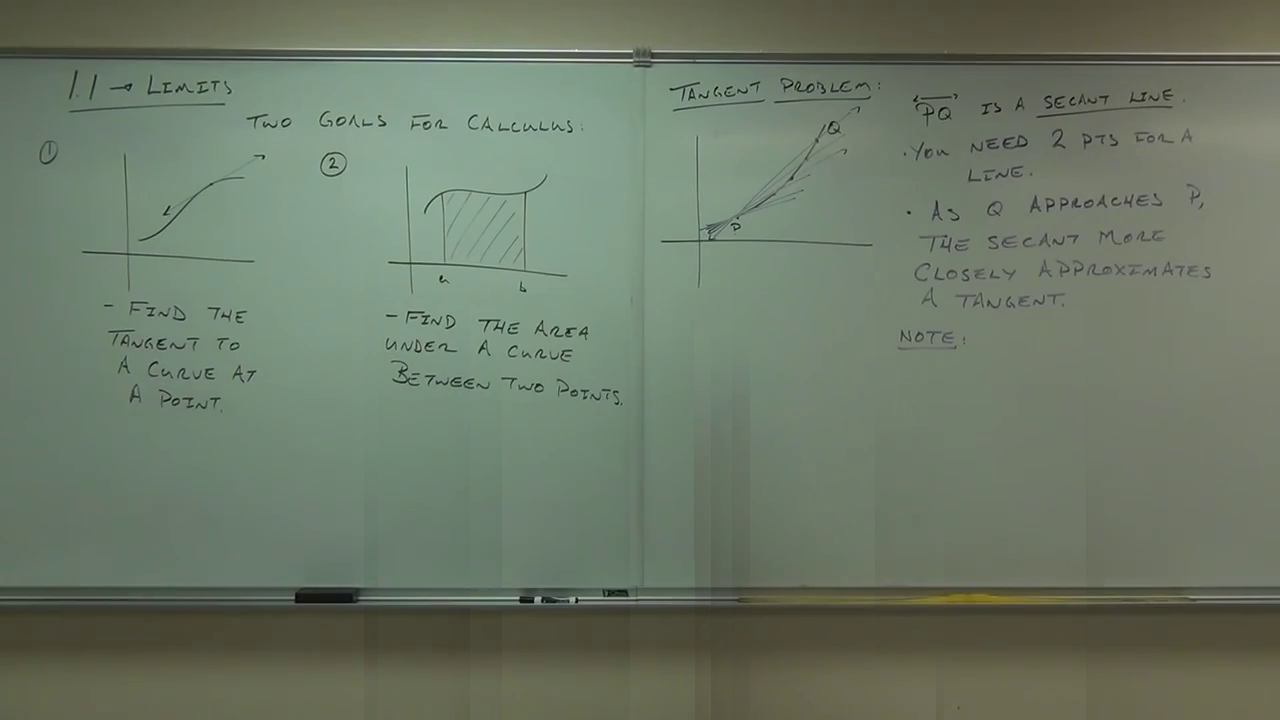 1.1 → LIMITS
TWO GOALS FOR CALCULUS:
①
②
a
b
- FIND THE
TANGENT TO
A CURVE AT
A POINT.
- FIND THE AREA
UNDER A CURVE
BETWEEN TWO POINTS.
TANGENT PROBLEM:
Q
P
PQ IS A SECANT LINE.
· YOU NEED 2 PTS FOR A
LINE.
· AS Q APPROACHES P,
THE SECANT MORE
CLOSELY APPROXIMATES
A TANGENT.
NOTE: